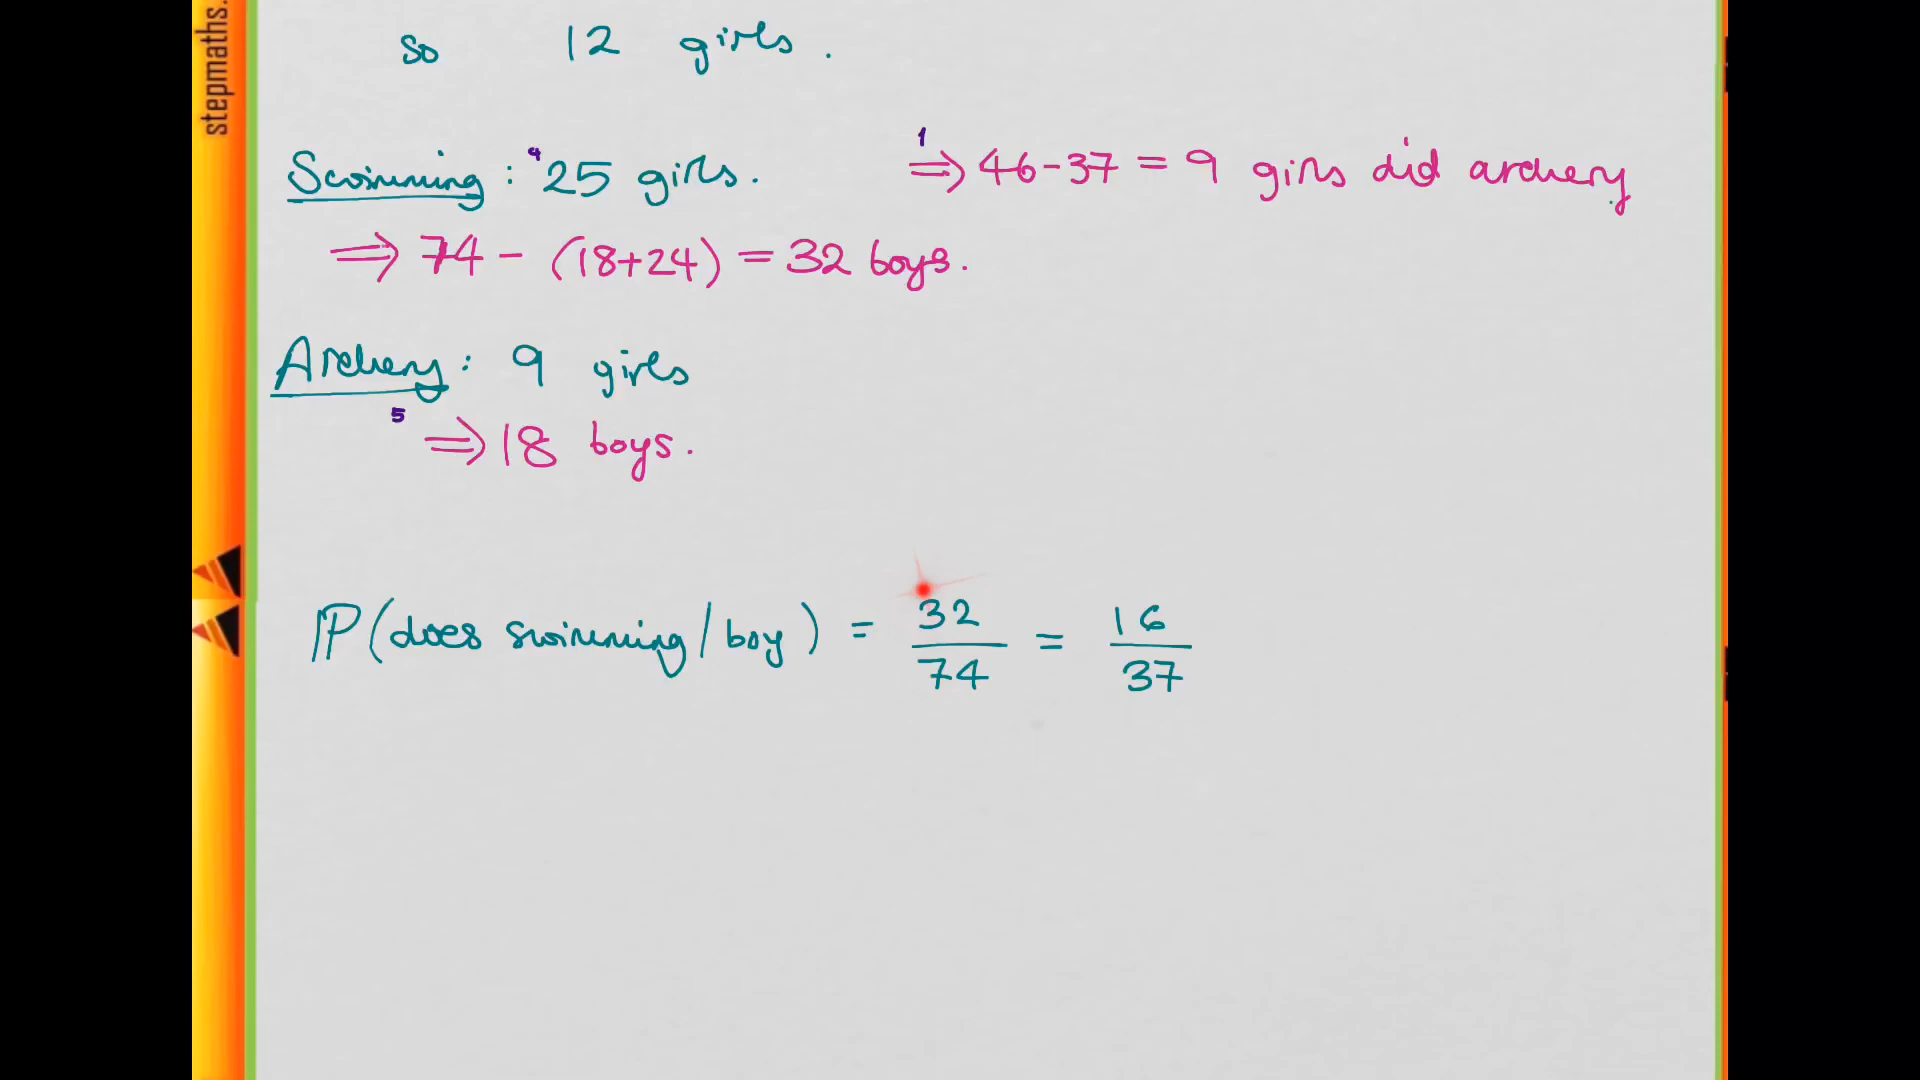 stepmaths.
so 12 girls.
Swimming: 4 25 girls. 1 ⇒ 46-37 = 9 girls did archery
⇒ 74 - (18+24) = 32 boys.
Archery: 9 girls
5 ⇒ 18 boys.
ℙ(does swimming/boy) = 32/74 = 16/37